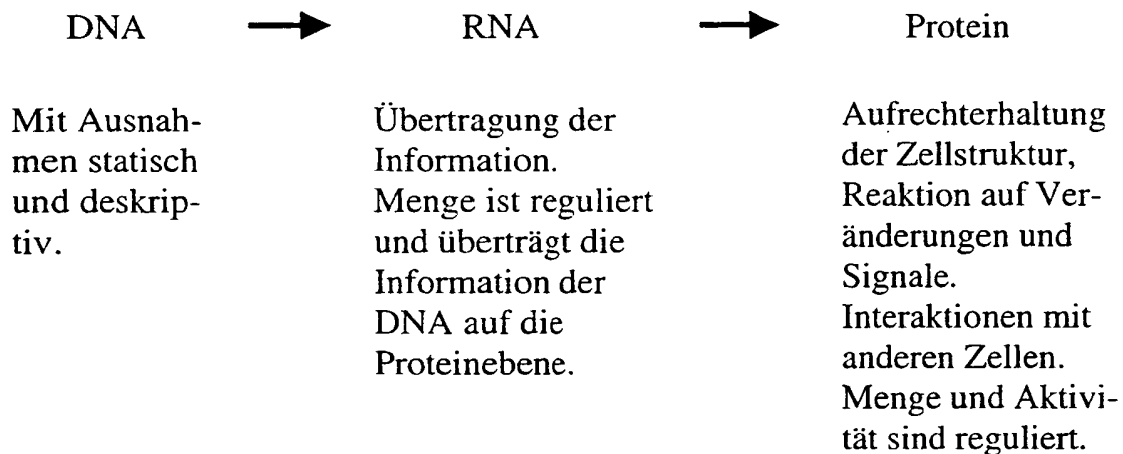 DNA
RNA
Protein
Mit Ausnah-
men statisch
und deskrip-
tiv.
Übertragung der
Information.
Menge ist reguliert
und überträgt die
Information der
DNA auf die
Proteinebene.
Aufrechterhaltung
der Zellstruktur,
Reaktion auf Ver-
änderungen und
Signale.
Interaktionen mit
anderen Zellen.
Menge und Aktivi-
tät sind reguliert.